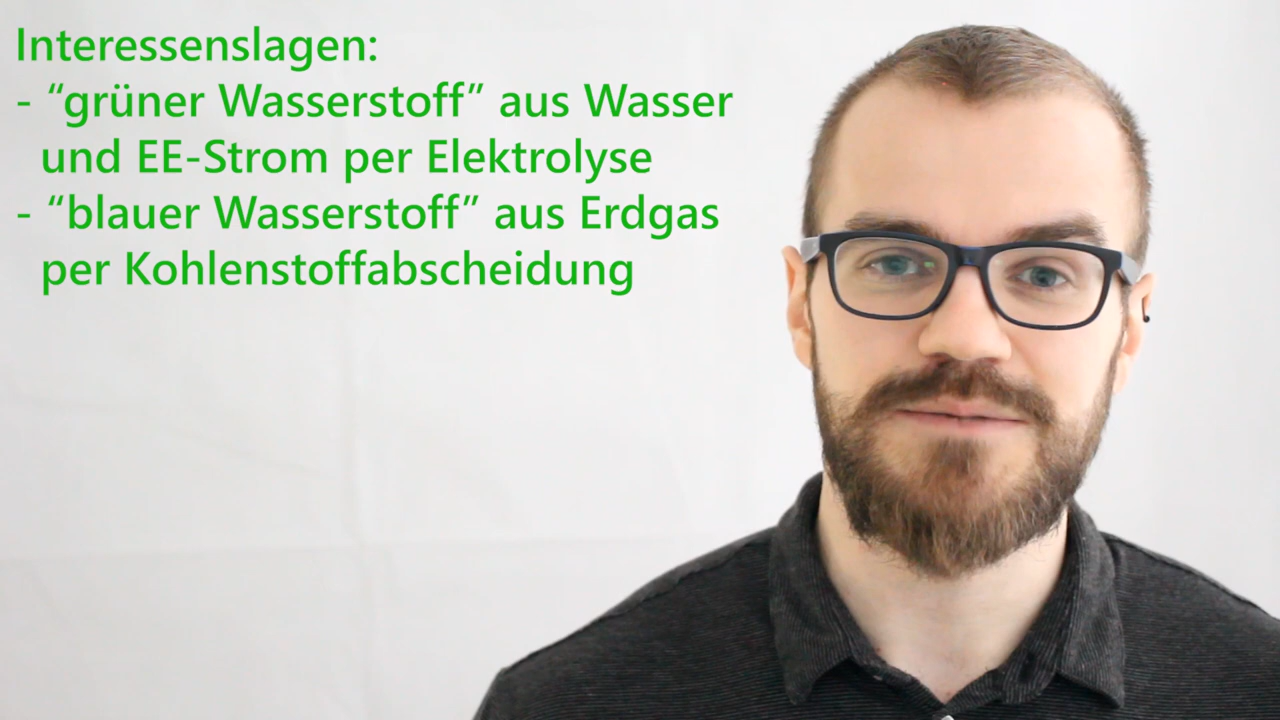 Interessenslagen:
- “grüner Wasserstoff” aus Wasser
und EE-Strom per Elektrolyse
- “blauer Wasserstoff” aus Erdgas
per Kohlenstoffabscheidung